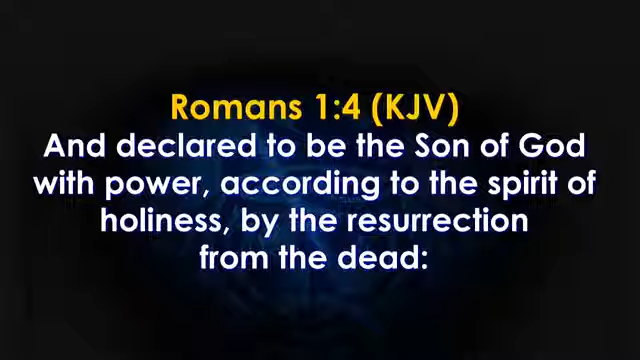 Romans 1:4 (KJV)
And declared to be the Son of God
with power, according to the spirit of
holiness, by the resurrection
from the dead: